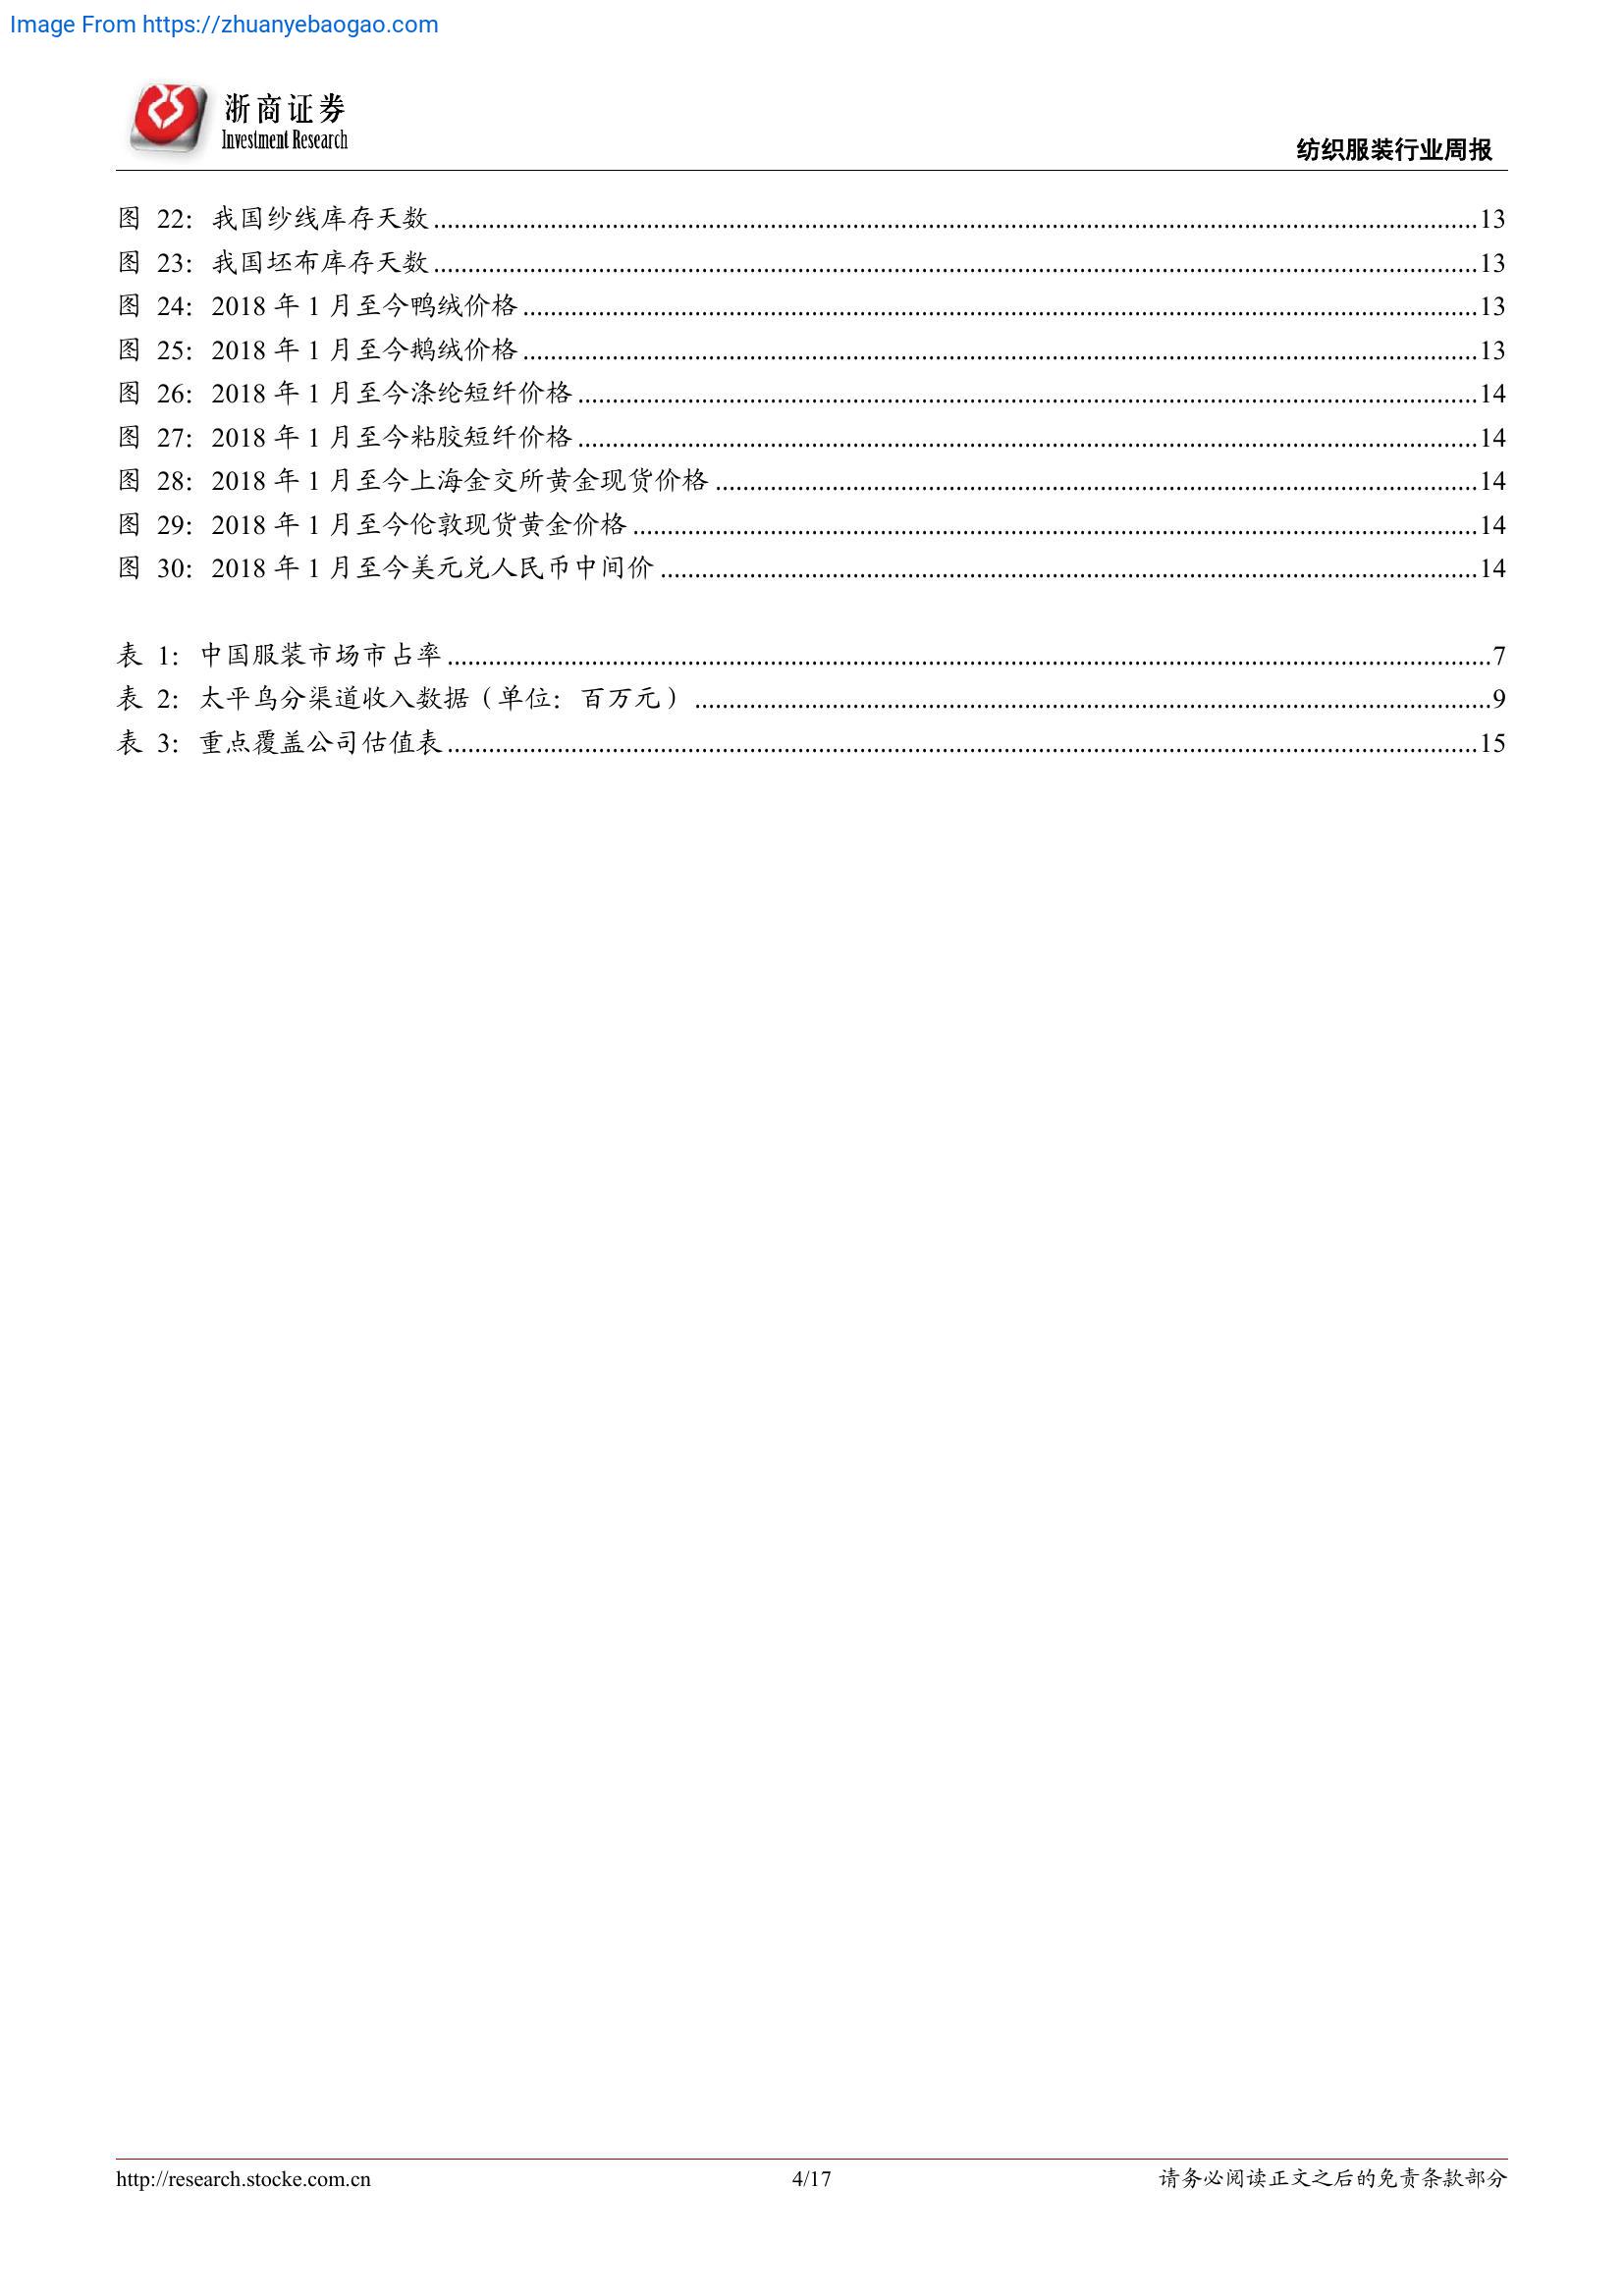 Image From https://zhuanyebaogao.com
浙商证券
Investment Research
纺织服装行业周报
图 22：我国纱线库存天数 13
图 23：我国坯布库存天数 13
图 24：2018 年 1 月至今鸭绒价格 13
图 25：2018 年 1 月至今鹅绒价格 13
图 26：2018 年 1 月至今涤纶短纤价格 14
图 27：2018 年 1 月至今粘胶短纤价格 14
图 28：2018 年 1 月至今上海金交所黄金现货价格 14
图 29：2018 年 1 月至今伦敦现货黄金价格 14
图 30：2018 年 1 月至今美元兑人民币中间价 14
表 1：中国服装市场市占率 7
表 2：太平鸟分渠道收入数据（单位：百万元） 9
表 3：重点覆盖公司估值表 15
http://research.stocke.com.cn 4/17 请务必阅读正文之后的免责条款部分